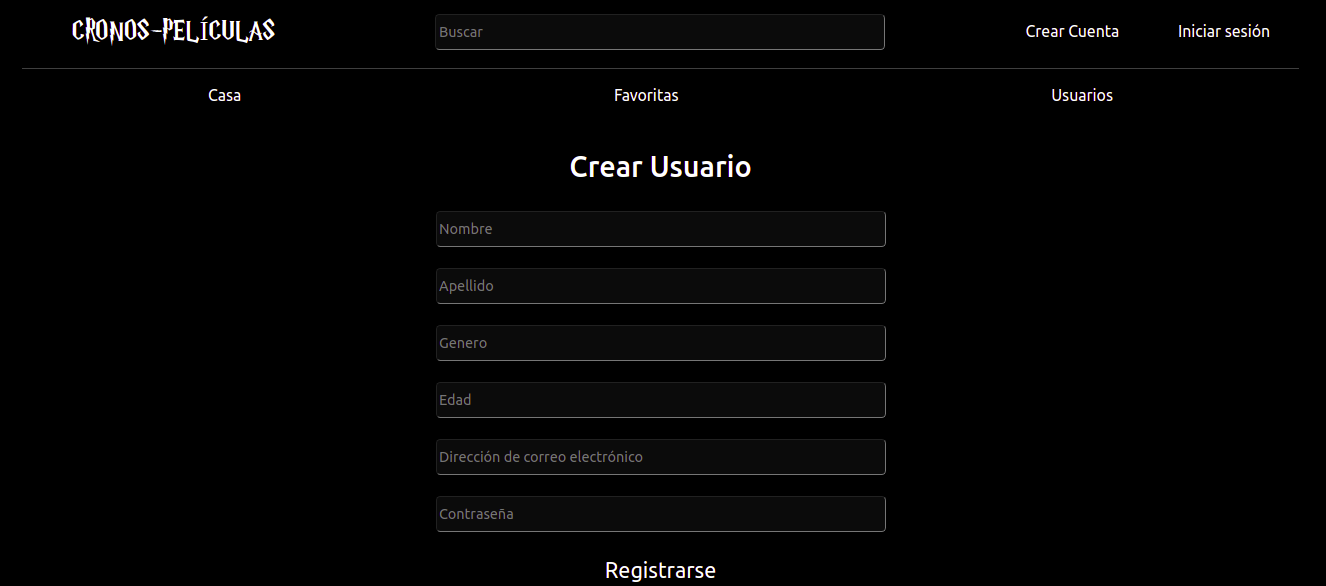 CRONOS-PELÍCULAS
Buscar
Crear Cuenta
Iniciar sesión
Casa
Favoritas
Usuarios
Crear Usuario
Nombre
Apellido
Genero
Edad
Dirección de correo electrónico
Contraseña
Registrarse